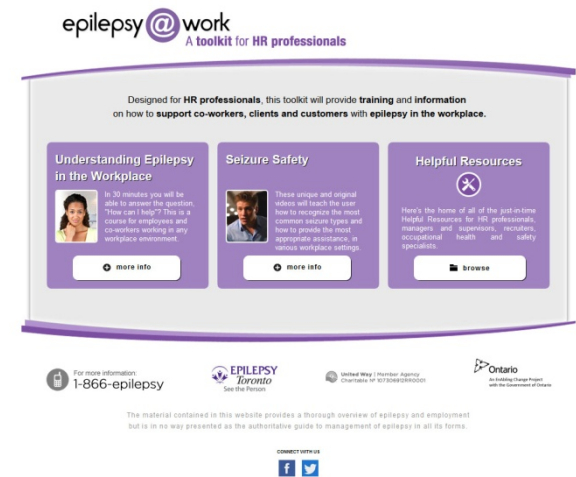 epilepsy@work
A toolkit for HR professionals
Designed for HR professionals, this toolkit will provide training and information
on how to support co-workers, clients and customers with epilepsy in the workplace.
Understanding Epilepsy
in the Workplace
In 30 minutes you will be
able to answer the question,
"How can I help"? This is a
course for employees and
co-workers working in any
workplace environment.
more info
Seizure Safety
These unique and original
videos will teach the user
how to recognize the most
common seizure types and
how to provide the most
appropriate assistance, in
various workplace settings.
more info
Helpful Resources
Here's the home of all of the just-in-time
Helpful Resources for HR professionals,
managers and supervisors, recruiters,
occupational health and safety
specialists.
browse
For more information:
1-866-epilepsy
EPILEPSY
Toronto
See the Person
United Way | Member Agency
Charitable Nº 107306812RR0001
Ontario
An EnAbling Change Project
with the Government of Ontario
The material contained in this website provides a thorough overview of epilepsy and employment
but is in no way presented as the authoritative guide to management of epilepsy in all its forms.
CONNECT WITH US